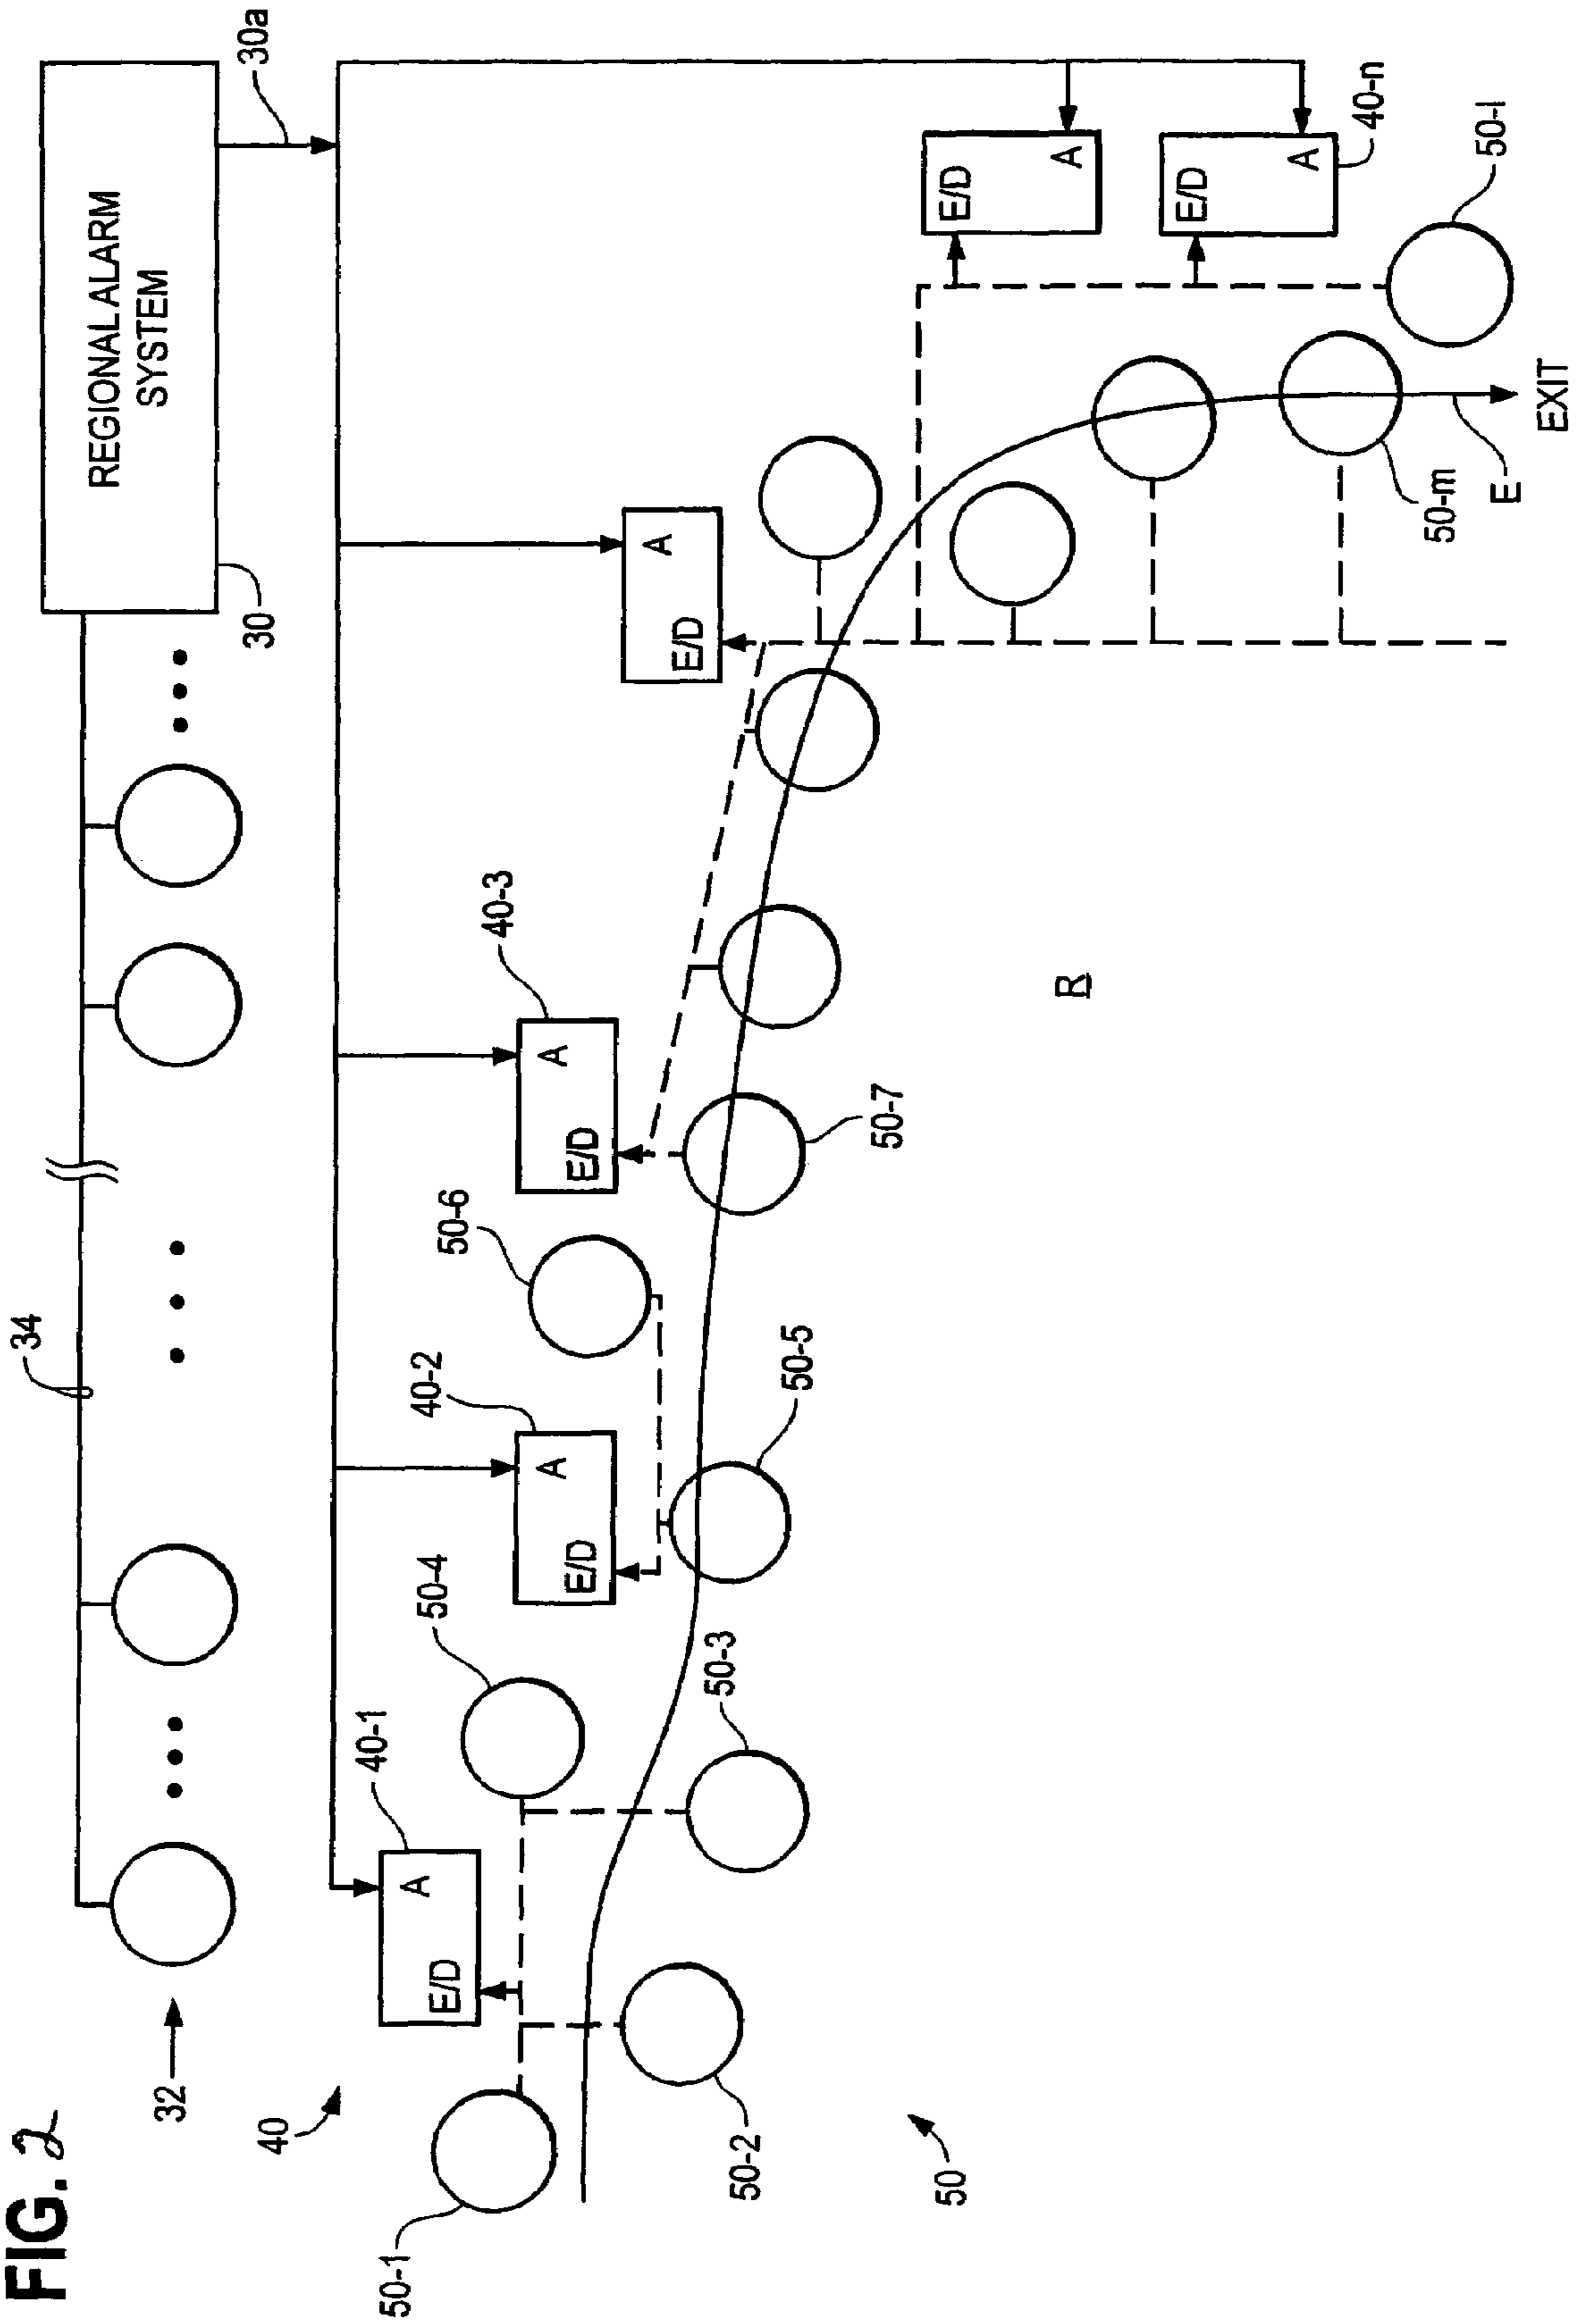 FIG. 2
REGIONAL ALARM
SYSTEM
30
30a
34
32
40
40-1
A
E/D
40-2
A
E/D
40-3
A
E/D
A
E/D
E/D
A
E/D
A
40-n
50-1
50-2
50-3
50-4
50-5
50-6
50-7
50-m
50-l
50
R
E
EXIT